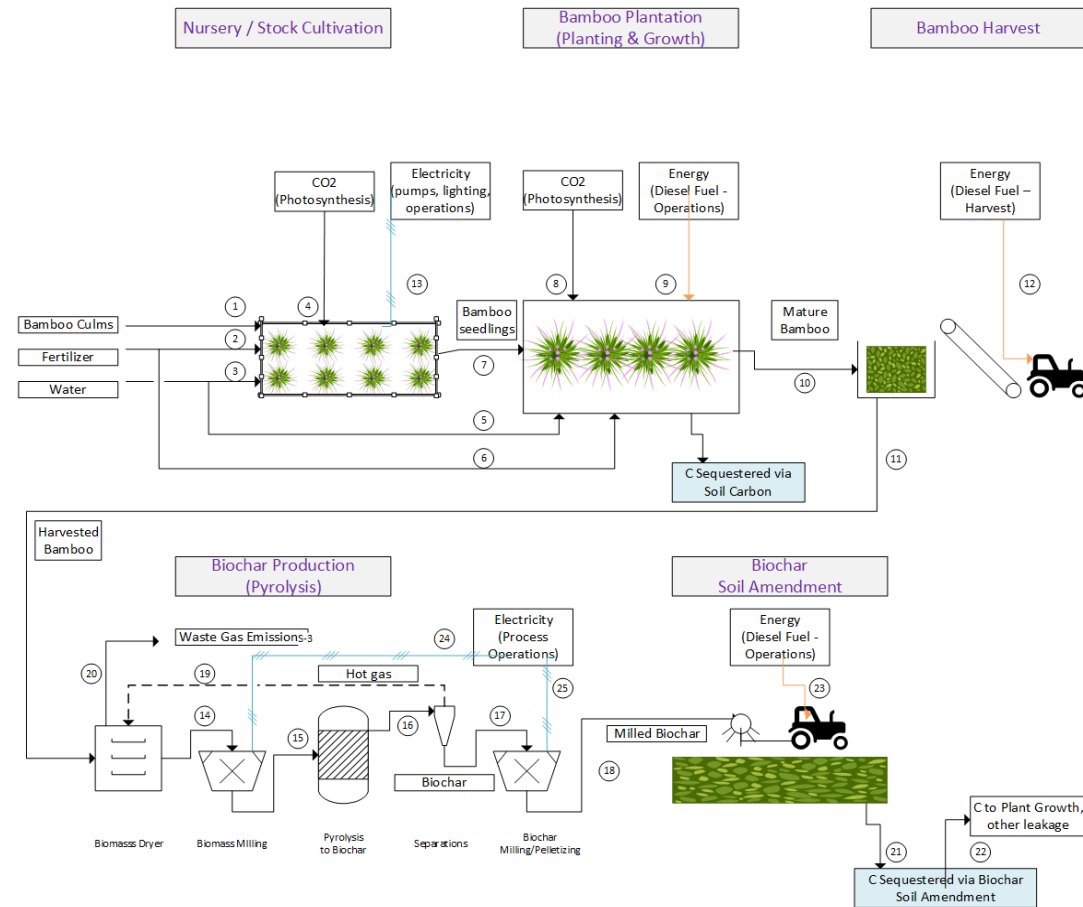 Nursery / Stock Cultivation
Bamboo Plantation
(Planting & Growth)
Bamboo Harvest
CO2
(Photosynthesis)
Electricity
(pumps, lighting,
operations)
CO2
(Photosynthesis)
Energy
(Diesel Fuel -
Operations)
Energy
(Diesel Fuel –
Harvest)
13
8
9
12
1
4
Bamboo Culms
2
Fertilizer
3
Water
Bamboo
seedlings
7
Mature
Bamboo
10
5
6
11
C Sequestered via
Soil Carbon
Harvested
Bamboo
Biochar Production
(Pyrolysis)
Biochar
Soil Amendment
Electricity
(Process
Operations)
Energy
(Diesel Fuel -
Operations)
Waste Gas Emissions-3
24
20
19
Hot gas
25
23
14
15
16
17
Milled Biochar
18
Biochar
Biomasss Dryer
Biomass MIlling
Pyrolysis
to Biochar
Separations
Biochar
Milling/Pelletizing
C to Plant Growth,
other leakage
21
22
C Sequestered via Biochar
Soil Amendment